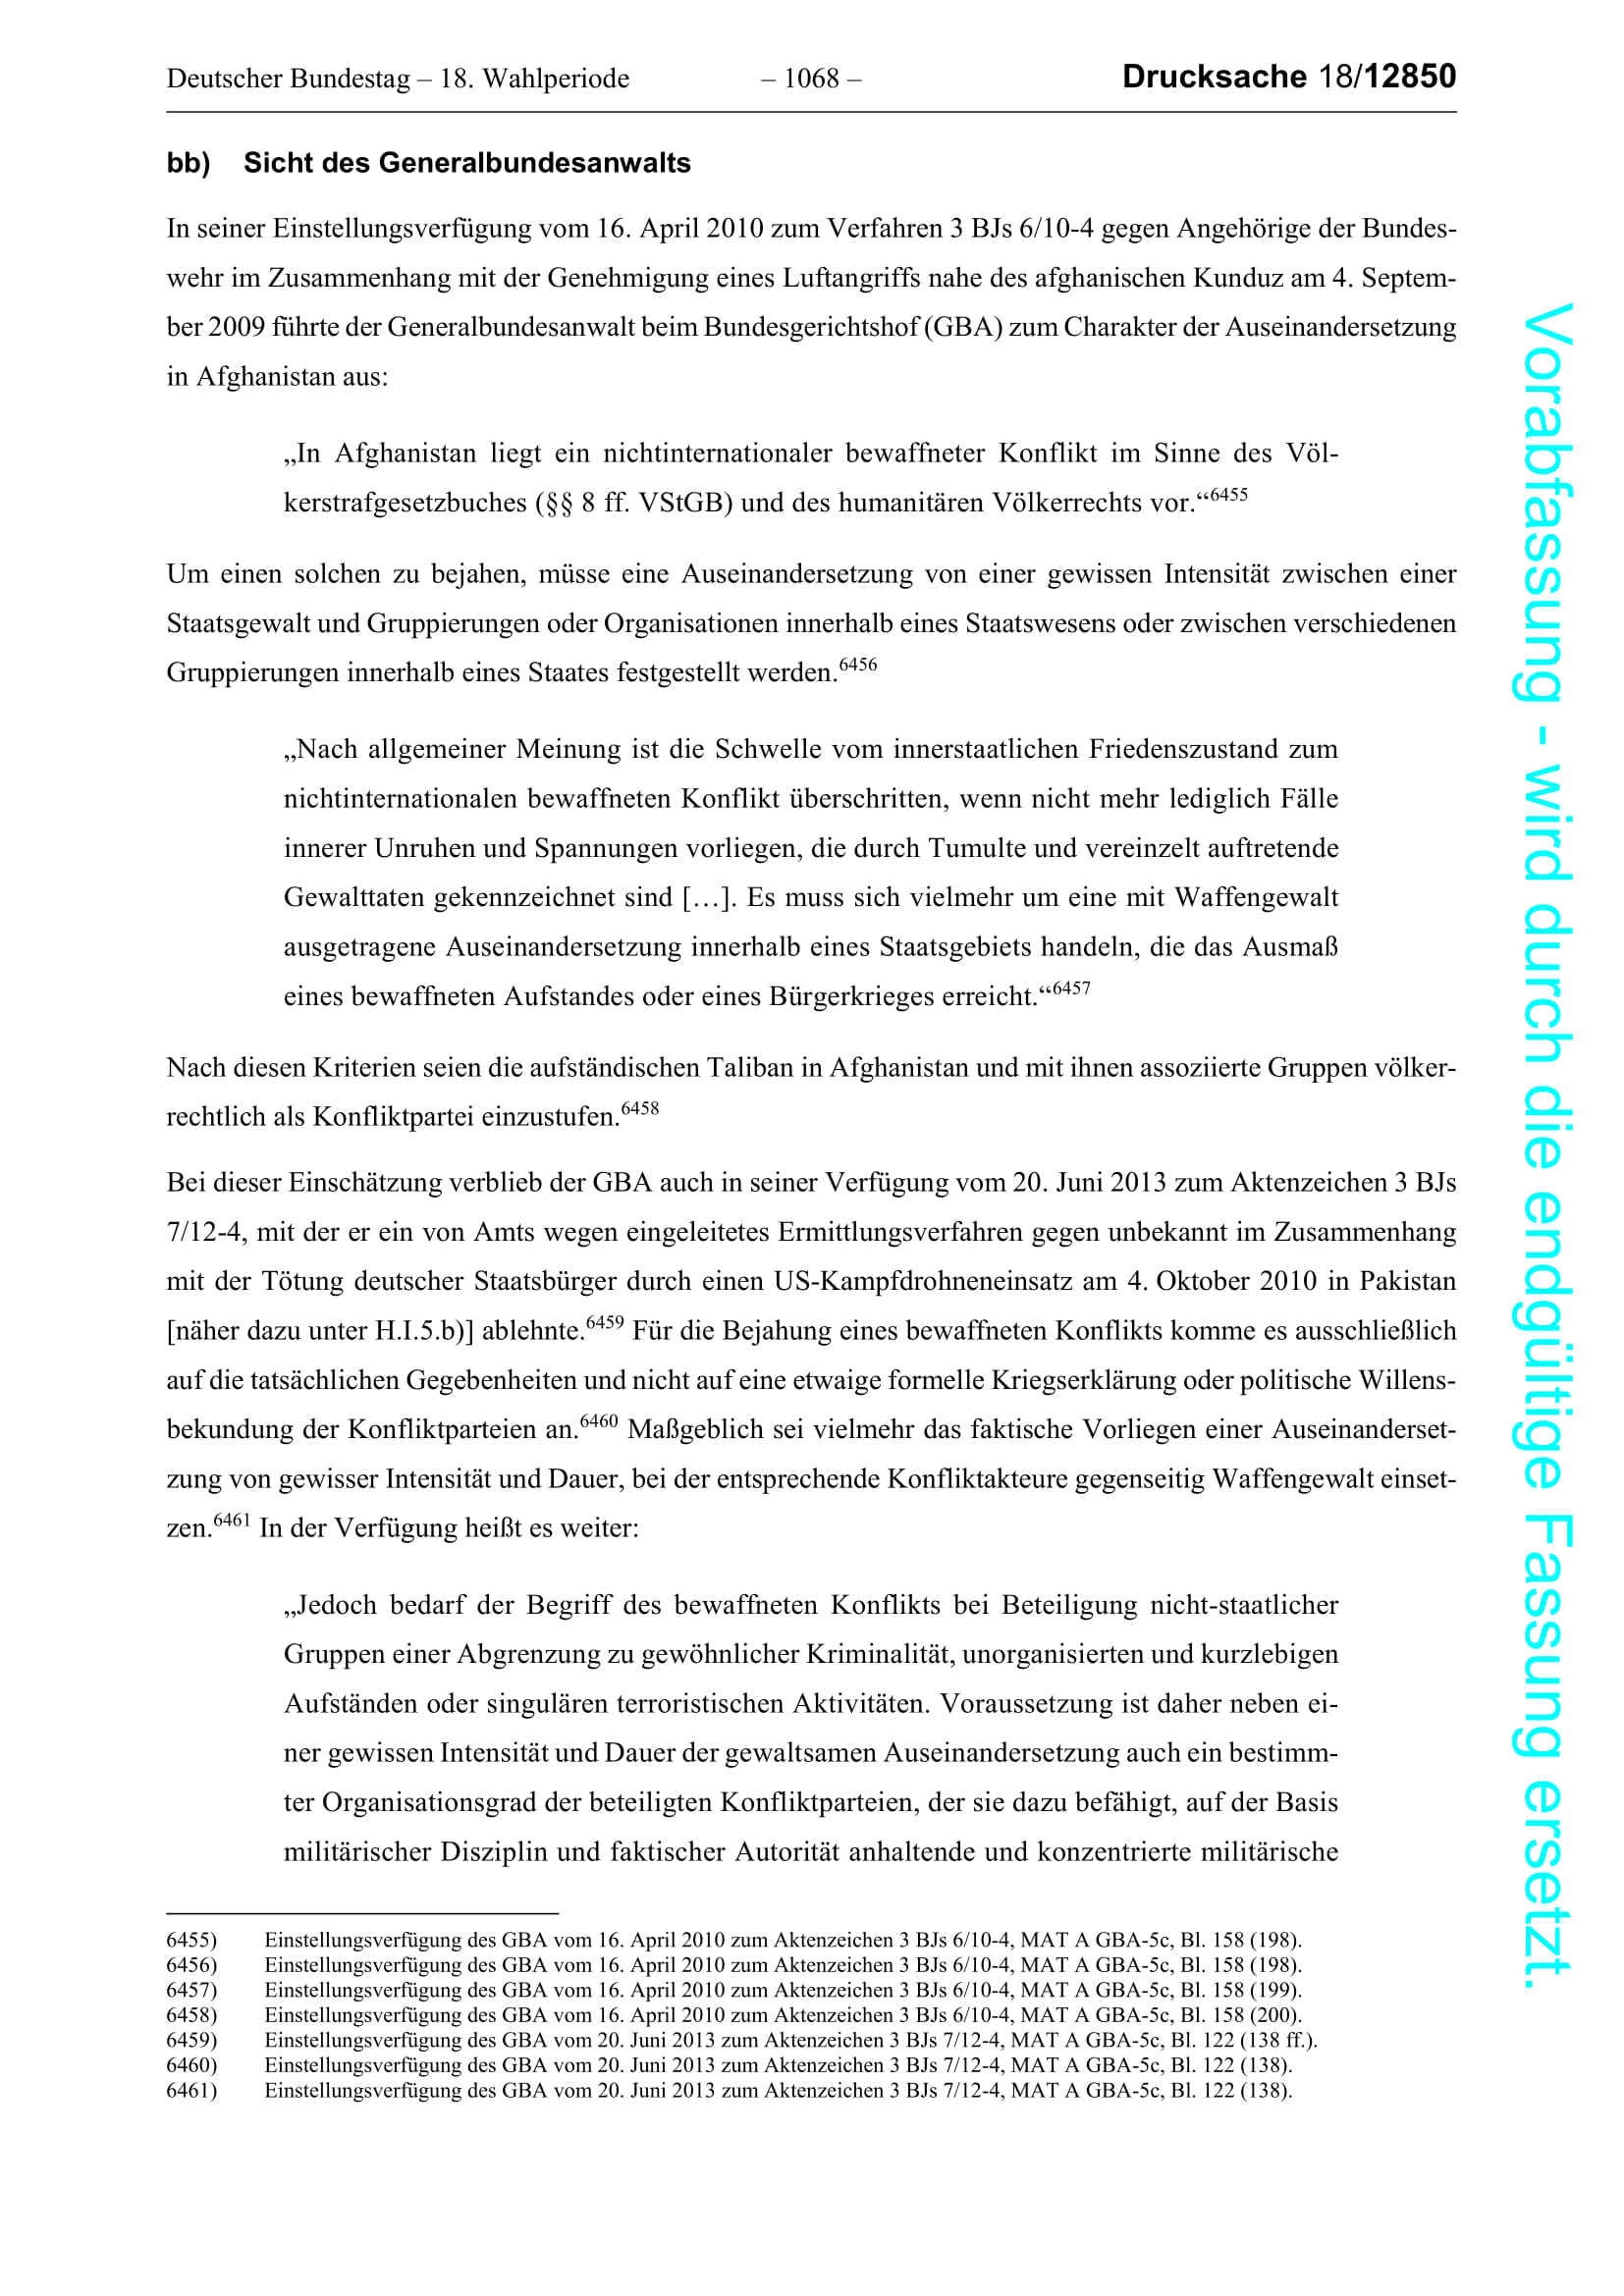 Deutscher Bundestag – 18. Wahlperiode – 1068 – Drucksache 18/12850
bb) Sicht des Generalbundesanwalts
In seiner Einstellungsverfügung vom 16. April 2010 zum Verfahren 3 BJs 6/10-4 gegen Angehörige der Bundes-
wehr im Zusammenhang mit der Genehmigung eines Luftangriffs nahe des afghanischen Kunduz am 4. Septem-
ber 2009 führte der Generalbundesanwalt beim Bundesgerichtshof (GBA) zum Charakter der Auseinandersetzung
in Afghanistan aus:
„In Afghanistan liegt ein nichtinternationaler bewaffneter Konflikt im Sinne des Völ-
kerstrafgesetzbuches (§§ 8 ff. VStGB) und des humanitären Völkerrechts vor.“6455
Um einen solchen zu bejahen, müsse eine Auseinandersetzung von einer gewissen Intensität zwischen einer
Staatsgewalt und Gruppierungen oder Organisationen innerhalb eines Staatswesens oder zwischen verschiedenen
Gruppierungen innerhalb eines Staates festgestellt werden.6456
„Nach allgemeiner Meinung ist die Schwelle vom innerstaatlichen Friedenszustand zum
nichtinternationalen bewaffneten Konflikt überschritten, wenn nicht mehr lediglich Fälle
innerer Unruhen und Spannungen vorliegen, die durch Tumulte und vereinzelt auftretende
Gewalttaten gekennzeichnet sind […]. Es muss sich vielmehr um eine mit Waffengewalt
ausgetragene Auseinandersetzung innerhalb eines Staatsgebiets handeln, die das Ausmaß
eines bewaffneten Aufstandes oder eines Bürgerkrieges erreicht.“6457
Nach diesen Kriterien seien die aufständischen Taliban in Afghanistan und mit ihnen assoziierte Gruppen völker-
rechtlich als Konfliktpartei einzustufen.6458
Bei dieser Einschätzung verblieb der GBA auch in seiner Verfügung vom 20. Juni 2013 zum Aktenzeichen 3 BJs
7/12-4, mit der er ein von Amts wegen eingeleitetes Ermittlungsverfahren gegen unbekannt im Zusammenhang
mit der Tötung deutscher Staatsbürger durch einen US-Kampfdrohneneinsatz am 4. Oktober 2010 in Pakistan
[näher dazu unter H.I.5.b)] ablehnte.6459 Für die Bejahung eines bewaffneten Konflikts komme es ausschließlich
auf die tatsächlichen Gegebenheiten und nicht auf eine etwaige formelle Kriegserklärung oder politische Willens-
bekundung der Konfliktparteien an.6460 Maßgeblich sei vielmehr das faktische Vorliegen einer Auseinanderset-
zung von gewisser Intensität und Dauer, bei der entsprechende Konfliktakteure gegenseitig Waffengewalt einset-
zen.6461 In der Verfügung heißt es weiter:
„Jedoch bedarf der Begriff des bewaffneten Konflikts bei Beteiligung nicht-staatlicher
Gruppen einer Abgrenzung zu gewöhnlicher Kriminalität, unorganisierten und kurzlebigen
Aufständen oder singulären terroristischen Aktivitäten. Voraussetzung ist daher neben ei-
ner gewissen Intensität und Dauer der gewaltsamen Auseinandersetzung auch ein bestimm-
ter Organisationsgrad der beteiligten Konfliktparteien, der sie dazu befähigt, auf der Basis
militärischer Disziplin und faktischer Autorität anhaltende und konzentrierte militärische
6455) Einstellungsverfügung des GBA vom 16. April 2010 zum Aktenzeichen 3 BJs 6/10-4, MAT A GBA-5c, Bl. 158 (198).
6456) Einstellungsverfügung des GBA vom 16. April 2010 zum Aktenzeichen 3 BJs 6/10-4, MAT A GBA-5c, Bl. 158 (198).
6457) Einstellungsverfügung des GBA vom 16. April 2010 zum Aktenzeichen 3 BJs 6/10-4, MAT A GBA-5c, Bl. 158 (199).
6458) Einstellungsverfügung des GBA vom 16. April 2010 zum Aktenzeichen 3 BJs 6/10-4, MAT A GBA-5c, Bl. 158 (200).
6459) Einstellungsverfügung des GBA vom 20. Juni 2013 zum Aktenzeichen 3 BJs 7/12-4, MAT A GBA-5c, Bl. 122 (138 ff.).
6460) Einstellungsverfügung des GBA vom 20. Juni 2013 zum Aktenzeichen 3 BJs 7/12-4, MAT A GBA-5c, Bl. 122 (138).
6461) Einstellungsverfügung des GBA vom 20. Juni 2013 zum Aktenzeichen 3 BJs 7/12-4, MAT A GBA-5c, Bl. 122 (138).
Vorabfassung - wird durch die endgültige Fassung ersetzt.